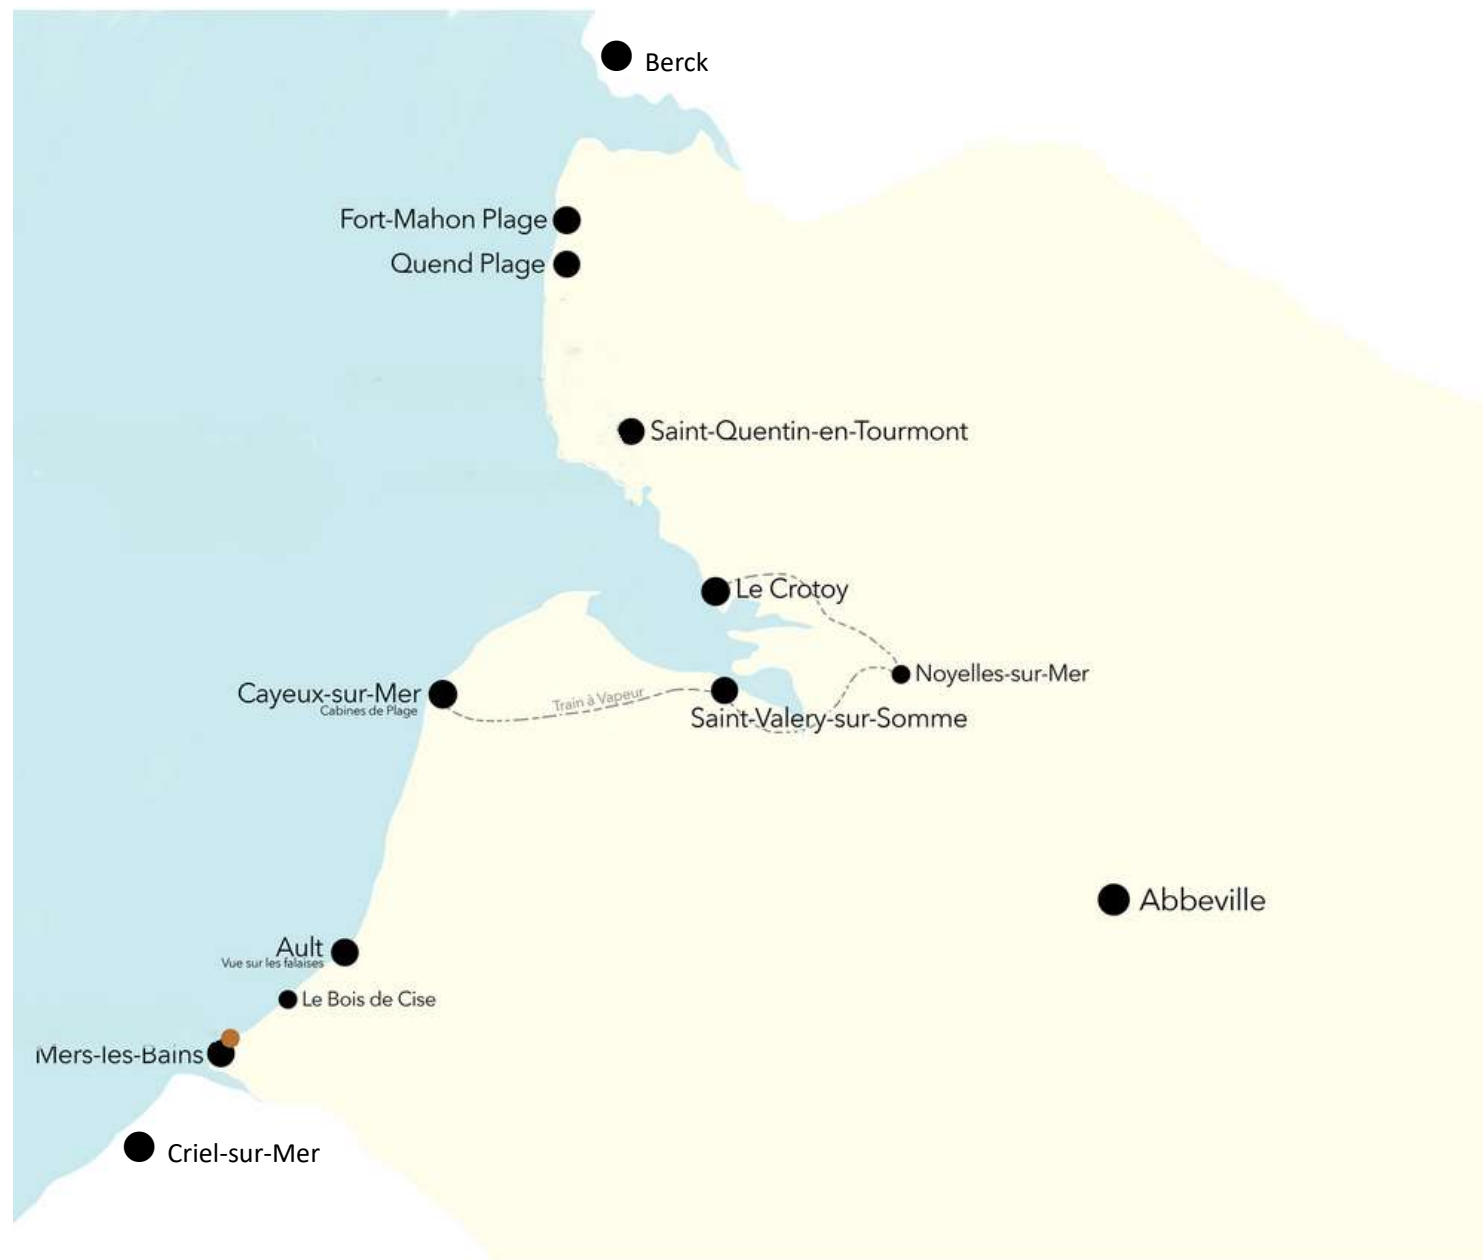 Berck
Fort-Mahon Plage
Quend Plage
Saint-Quentin-en-Tourmont
Le Crotoy
Noyelles-sur-Mer
Cayeux-sur-Mer
Cabines de Plage
Train à Vapeur
Saint-Valery-sur-Somme
Abbeville
Ault
Vue sur les falaises
Le Bois de Cise
Mers-les-Bains
Criel-sur-Mer